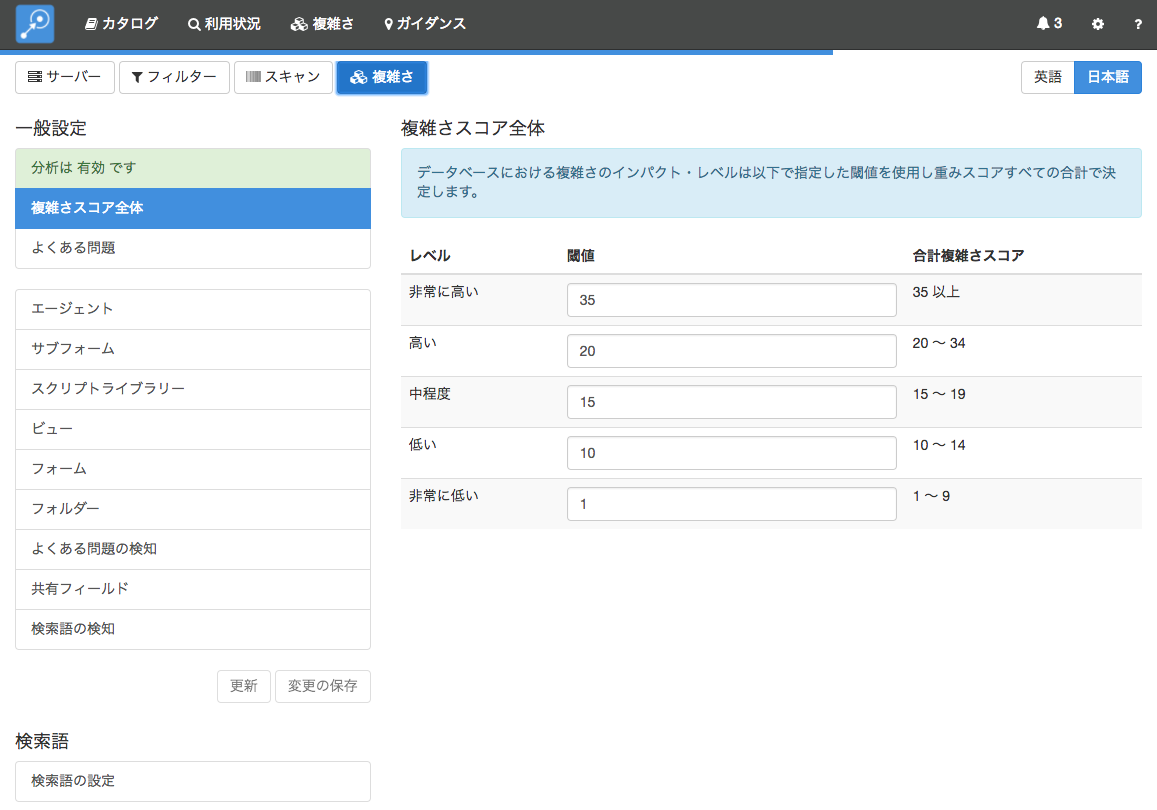 カタログ 利用状況 複雑さ ガイダンス 3 ?
サーバー フィルター スキャン 複雑さ 英語 日本語
一般設定
分析は 有効 です
複雑さスコア全体
よくある問題
エージェント
サブフォーム
スクリプトライブラリー
ビュー
フォーム
フォルダー
よくある問題の検知
共有フィールド
検索語の検知
更新 変更の保存
検索語
検索語の設定
複雑さスコア全体
データベースにおける複雑さのインパクト・レベルは以下で指定した閾値を使用し重みスコアすべての合計で決
定します。
レベル 閾値 合計複雑さスコア
非常に高い 35 35 以上
高い 20 20 〜 34
中程度 15 15 〜 19
低い 10 10 〜 14
非常に低い 1 1 〜 9